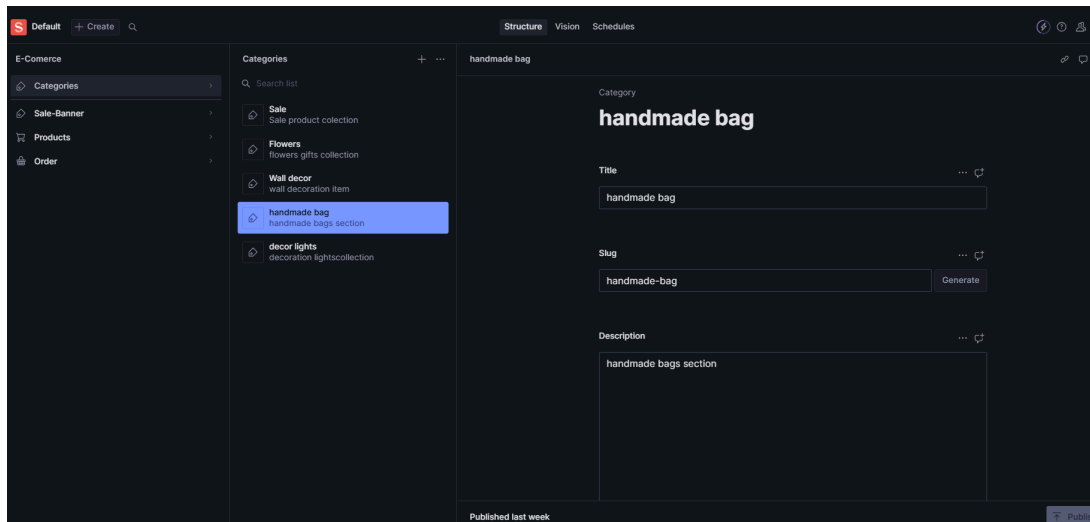 S Default + Create Structure Vision Schedules
E-Comerce
Categories
Sale-Banner
Products
Order
Categories
Search list
Sale
Sale product colection
Flowers
flowers gifts collection
Wall decor
wall decoration item
handmade bag
handmade bags section
decor lights
decoration lightscollection
handmade bag
Category
handmade bag
Title
handmade bag
Slug
handmade-bag Generate
Description
handmade bags section
Published last week Publi